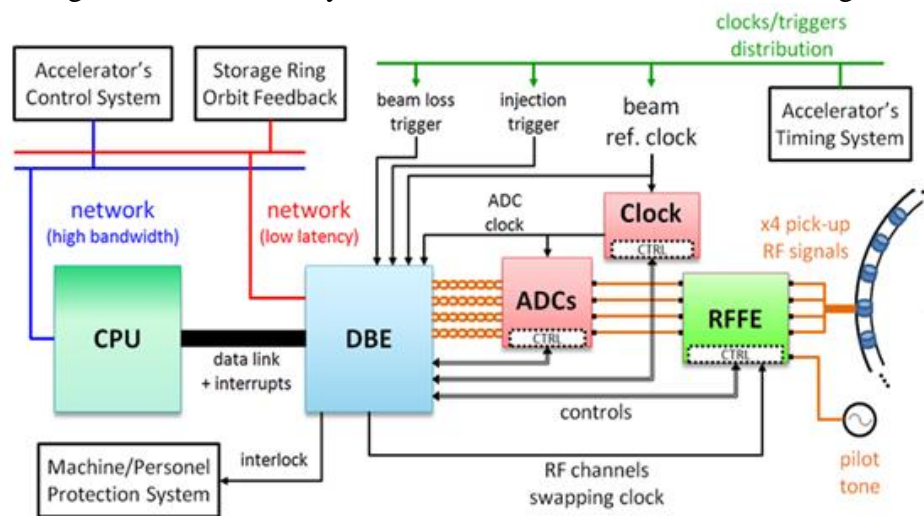 clocks/triggers
distribution
Accelerator's
Control System
Storage Ring
Orbit Feedback
beam loss
trigger
injection
trigger
beam
ref. clock
Accelerator's
Timing System
network
(high bandwidth)
network
(low latency)
ADC
clock
Clock
CTRL
x4 pick-up
RF signals
CPU
data link
+ interrupts
DBE
ADCs
CTRL
RFFE
CTRL
controls
Machine/Personel
Protection System
interlock
RF channels
swapping clock
pilot
tone